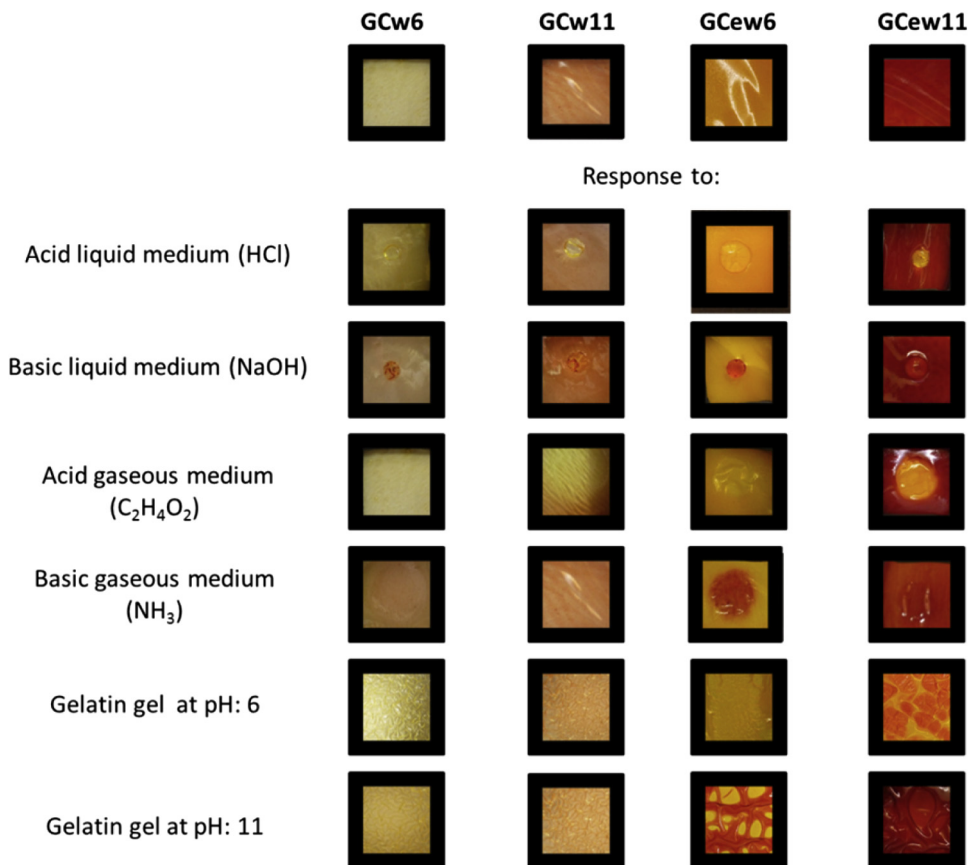 GCw6 GCw11 GCew6 GCew11
Response to:
Acid liquid medium (HCl)
Basic liquid medium (NaOH)
Acid gaseous medium
(C₂H₄O₂)
Basic gaseous medium
(NH₃)
Gelatin gel at pH: 6
Gelatin gel at pH: 11